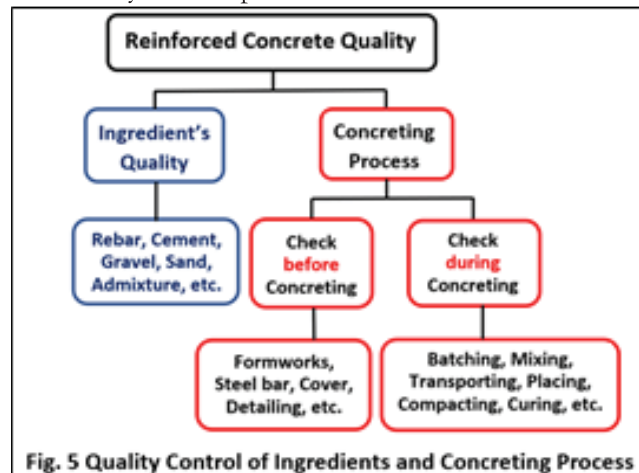 Reinforced Concrete Quality
Ingredient's
Quality
Concreting
Process
Rebar, Cement,
Gravel, Sand,
Admixture, etc.
Check
before
Concreting
Check
during
Concreting
Formworks,
Steel bar, Cover,
Detailing, etc.
Batching, Mixing,
Transporting, Placing,
Compacting, Curing, etc.
Fig. 5 Quality Control of Ingredients and Concreting Process